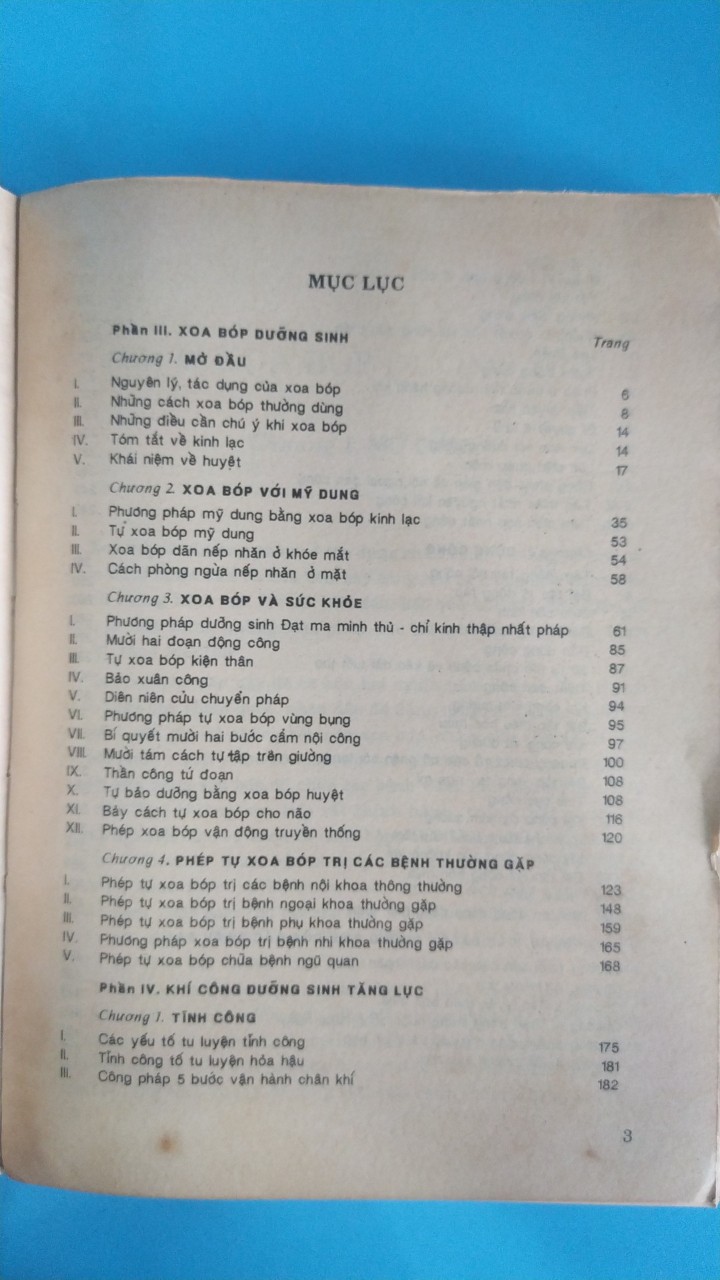 MỤC LỤC
Phần III. XOA BÓP DƯỠNG SINH Trang
Chương 1. MỞ ĐẦU
I. Nguyên lý, tác dụng của xoa bóp 6
II. Những cách xoa bóp thường dùng 8
III. Những điều cần chú ý khi xoa bóp 14
IV. Tóm tắt về kinh lạc 14
V. Khái niệm về huyệt 17
Chương 2. XOA BÓP VỚI MỸ DUNG
I. Phương pháp mỹ dung bằng xoa bóp kinh lạc 35
II. Tự xoa bóp mỹ dung 53
III. Xoa bóp dãn nếp nhăn ở khóe mắt 54
IV. Cách phòng ngừa nếp nhăn ở mặt 58
Chương 3. XOA BÓP VÀ SỨC KHỎE
I. Phương pháp dưỡng sinh Đạt ma minh thủ - chỉ kinh thập nhất pháp 61
II. Mười hai đoạn động công 85
III. Tự xoa bóp kiện thân 87
IV. Bảo xuân công 91
V. Diên niên cửu chuyển pháp 94
VI. Phương pháp tự xoa bóp vùng bụng 95
VII. Bí quyết mười hai bước cẩm nội công 97
VIII. Mười tám cách tự tập trên giường 100
IX. Thần công tứ đoạn 108
X. Tự bảo dưỡng bằng xoa bóp huyệt 108
XI. Bảy cách tự xoa bóp cho não 116
XII. Phép xoa bóp vận động truyền thống 120
Chương 4. PHÉP TỰ XOA BÓP TRỊ CÁC BỆNH THƯỜNG GẶP
I. Phép tự xoa bóp trị các bệnh nội khoa thông thường 123
II. Phép tự xoa bóp trị bệnh ngoại khoa thường gặp 148
III. Phép tự xoa bóp trị bệnh phụ khoa thường gặp 159
IV. Phương pháp xoa bóp trị bệnh nhi khoa thường gặp 165
V. Phép tự xoa bóp chữa bệnh ngũ quan 168
Phần IV. KHÍ CÔNG DƯỠNG SINH TĂNG LỰC
Chương 1. TĨNH CÔNG
I. Các yếu tố tu luyện tĩnh công 175
II. Tĩnh công tố tu luyện hỏa hậu 181
III. Công pháp 5 bước vận hành chân khí 182
3